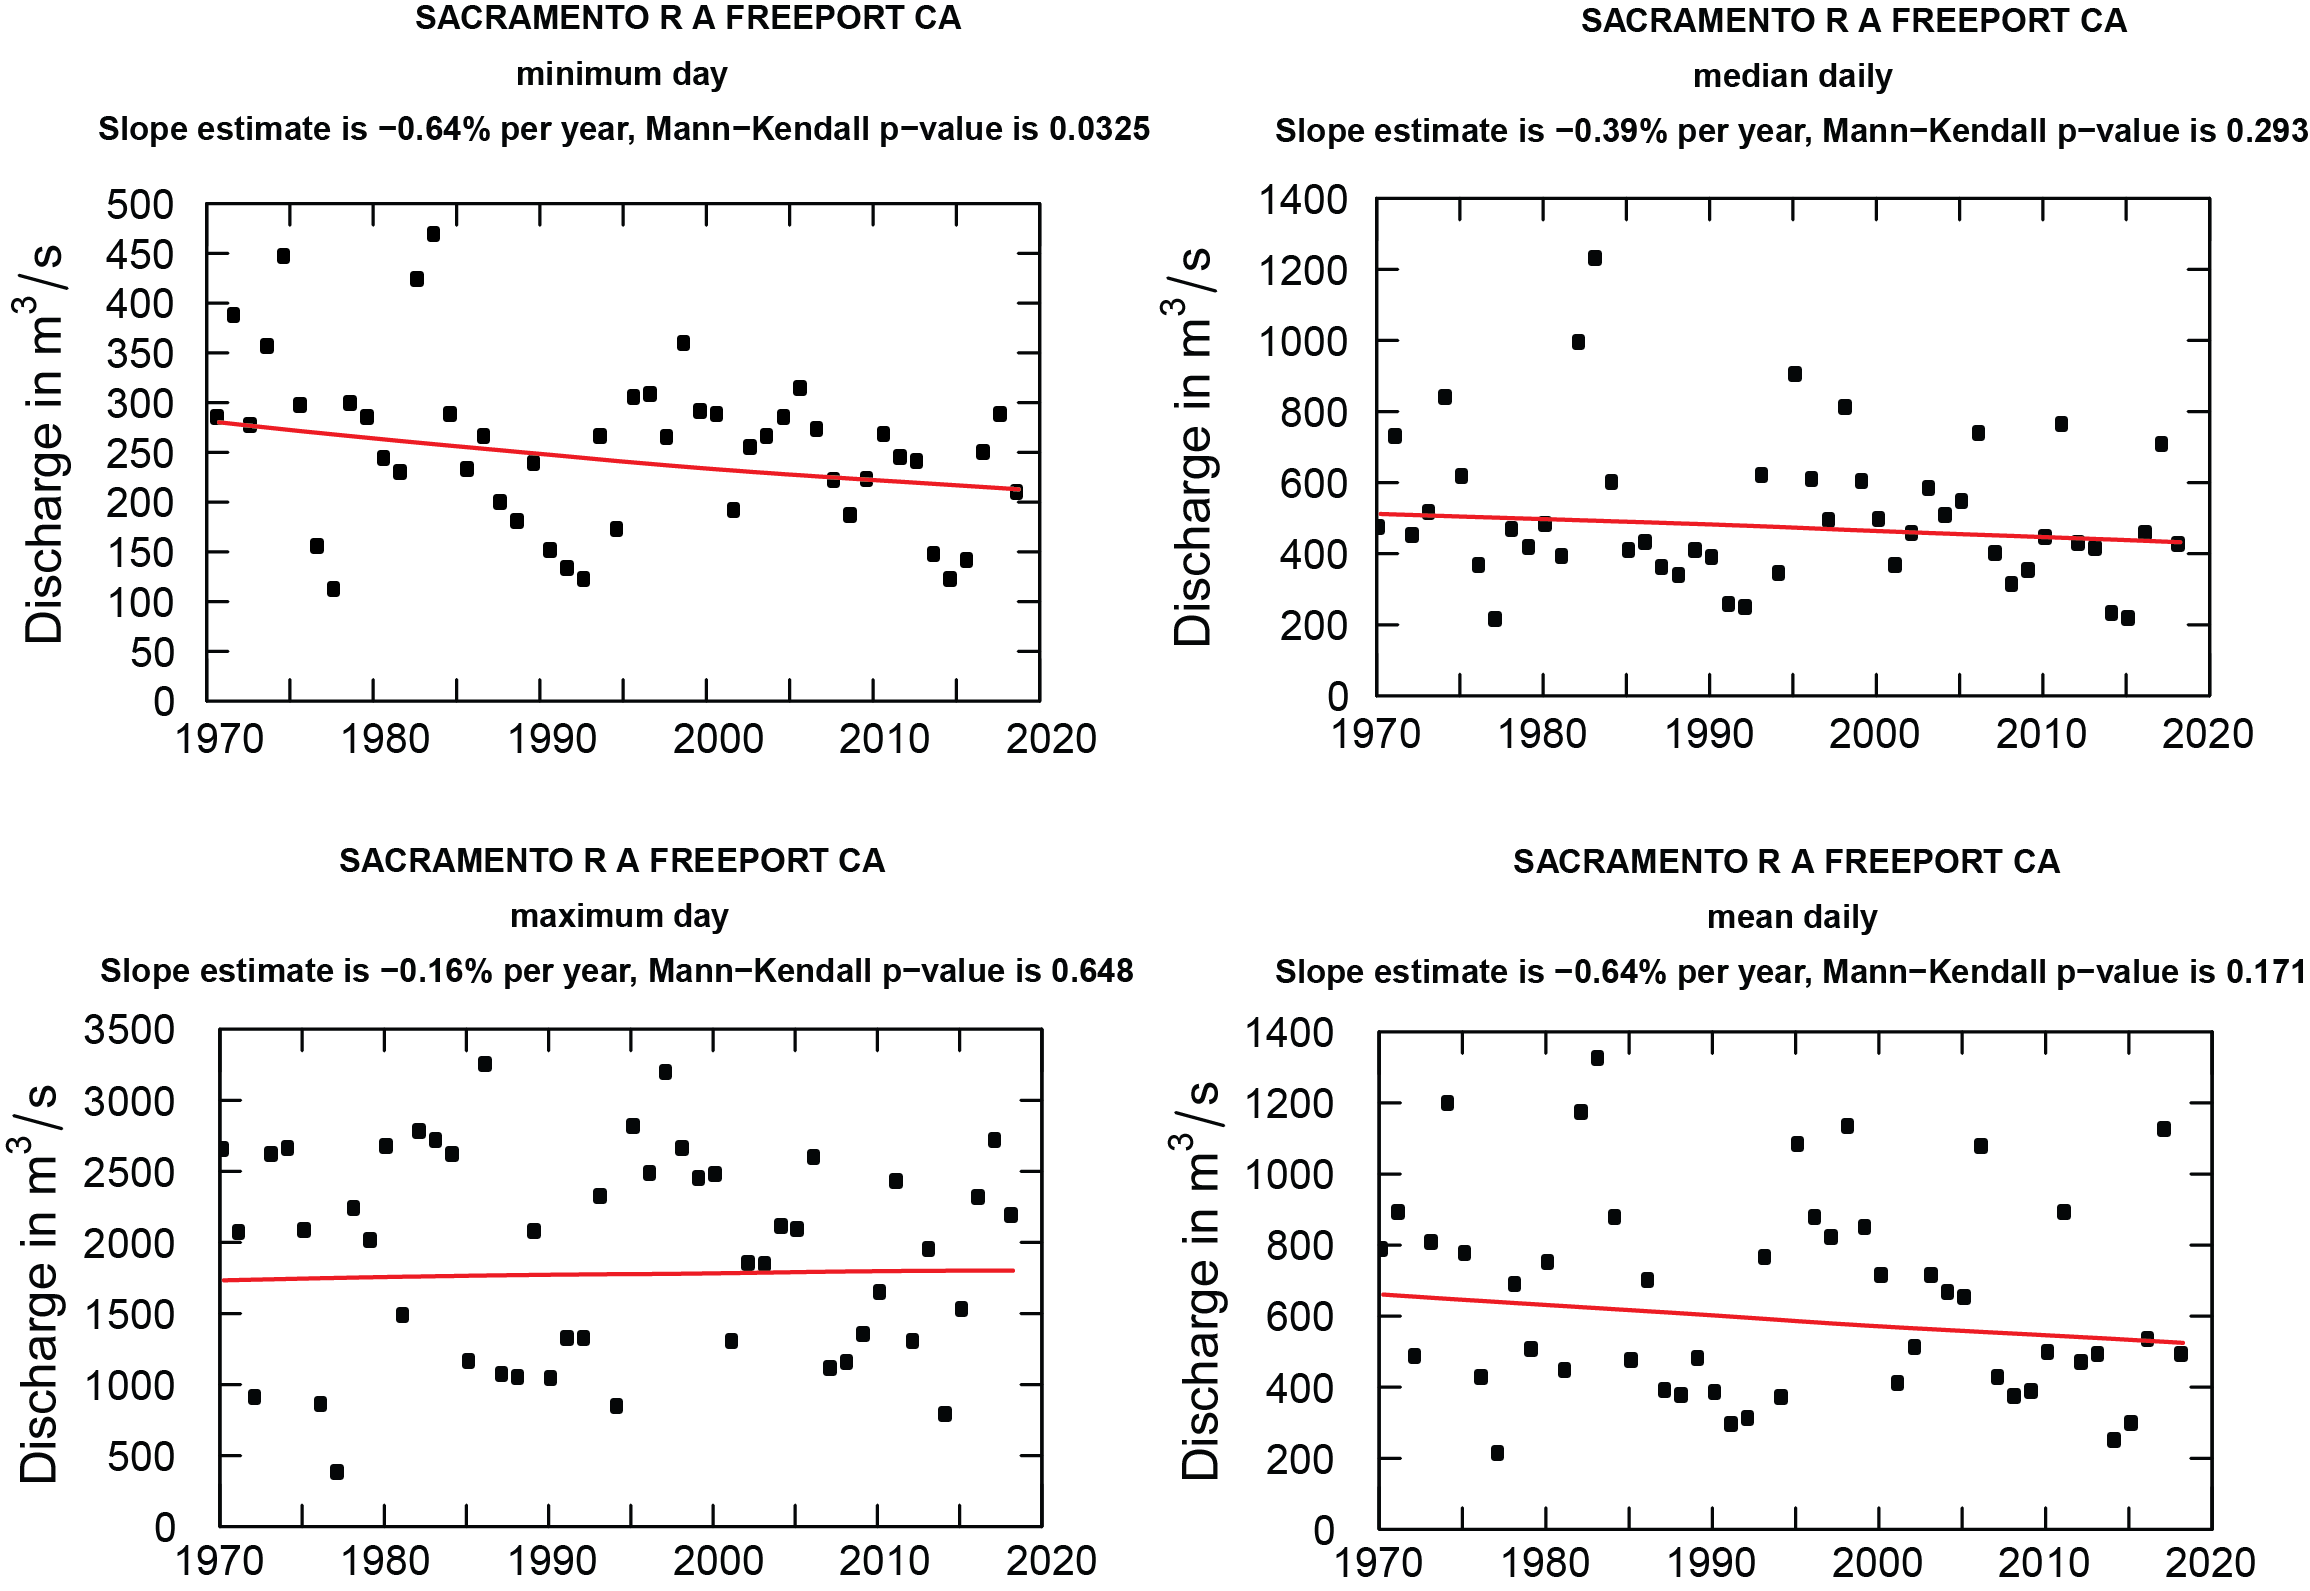 SACRAMENTO R A FREEPORT CA
minimum day
Slope estimate is −0.64% per year, Mann−Kendall p−value is 0.0325
500
450
400
350
300
250
200
150
100
50
0
Discharge in m³/s
1970 1980 1990 2000 2010 2020
SACRAMENTO R A FREEPORT CA
median daily
Slope estimate is −0.39% per year, Mann−Kendall p−value is 0.293
1400
1200
1000
800
600
400
200
0
Discharge in m³/s
1970 1980 1990 2000 2010 2020
SACRAMENTO R A FREEPORT CA
maximum day
Slope estimate is −0.16% per year, Mann−Kendall p−value is 0.648
3500
3000
2500
2000
1500
1000
500
0
Discharge in m³/s
1970 1980 1990 2000 2010 2020
SACRAMENTO R A FREEPORT CA
mean daily
Slope estimate is −0.64% per year, Mann−Kendall p−value is 0.171
1400
1200
1000
800
600
400
200
0
Discharge in m³/s
1970 1980 1990 2000 2010 2020